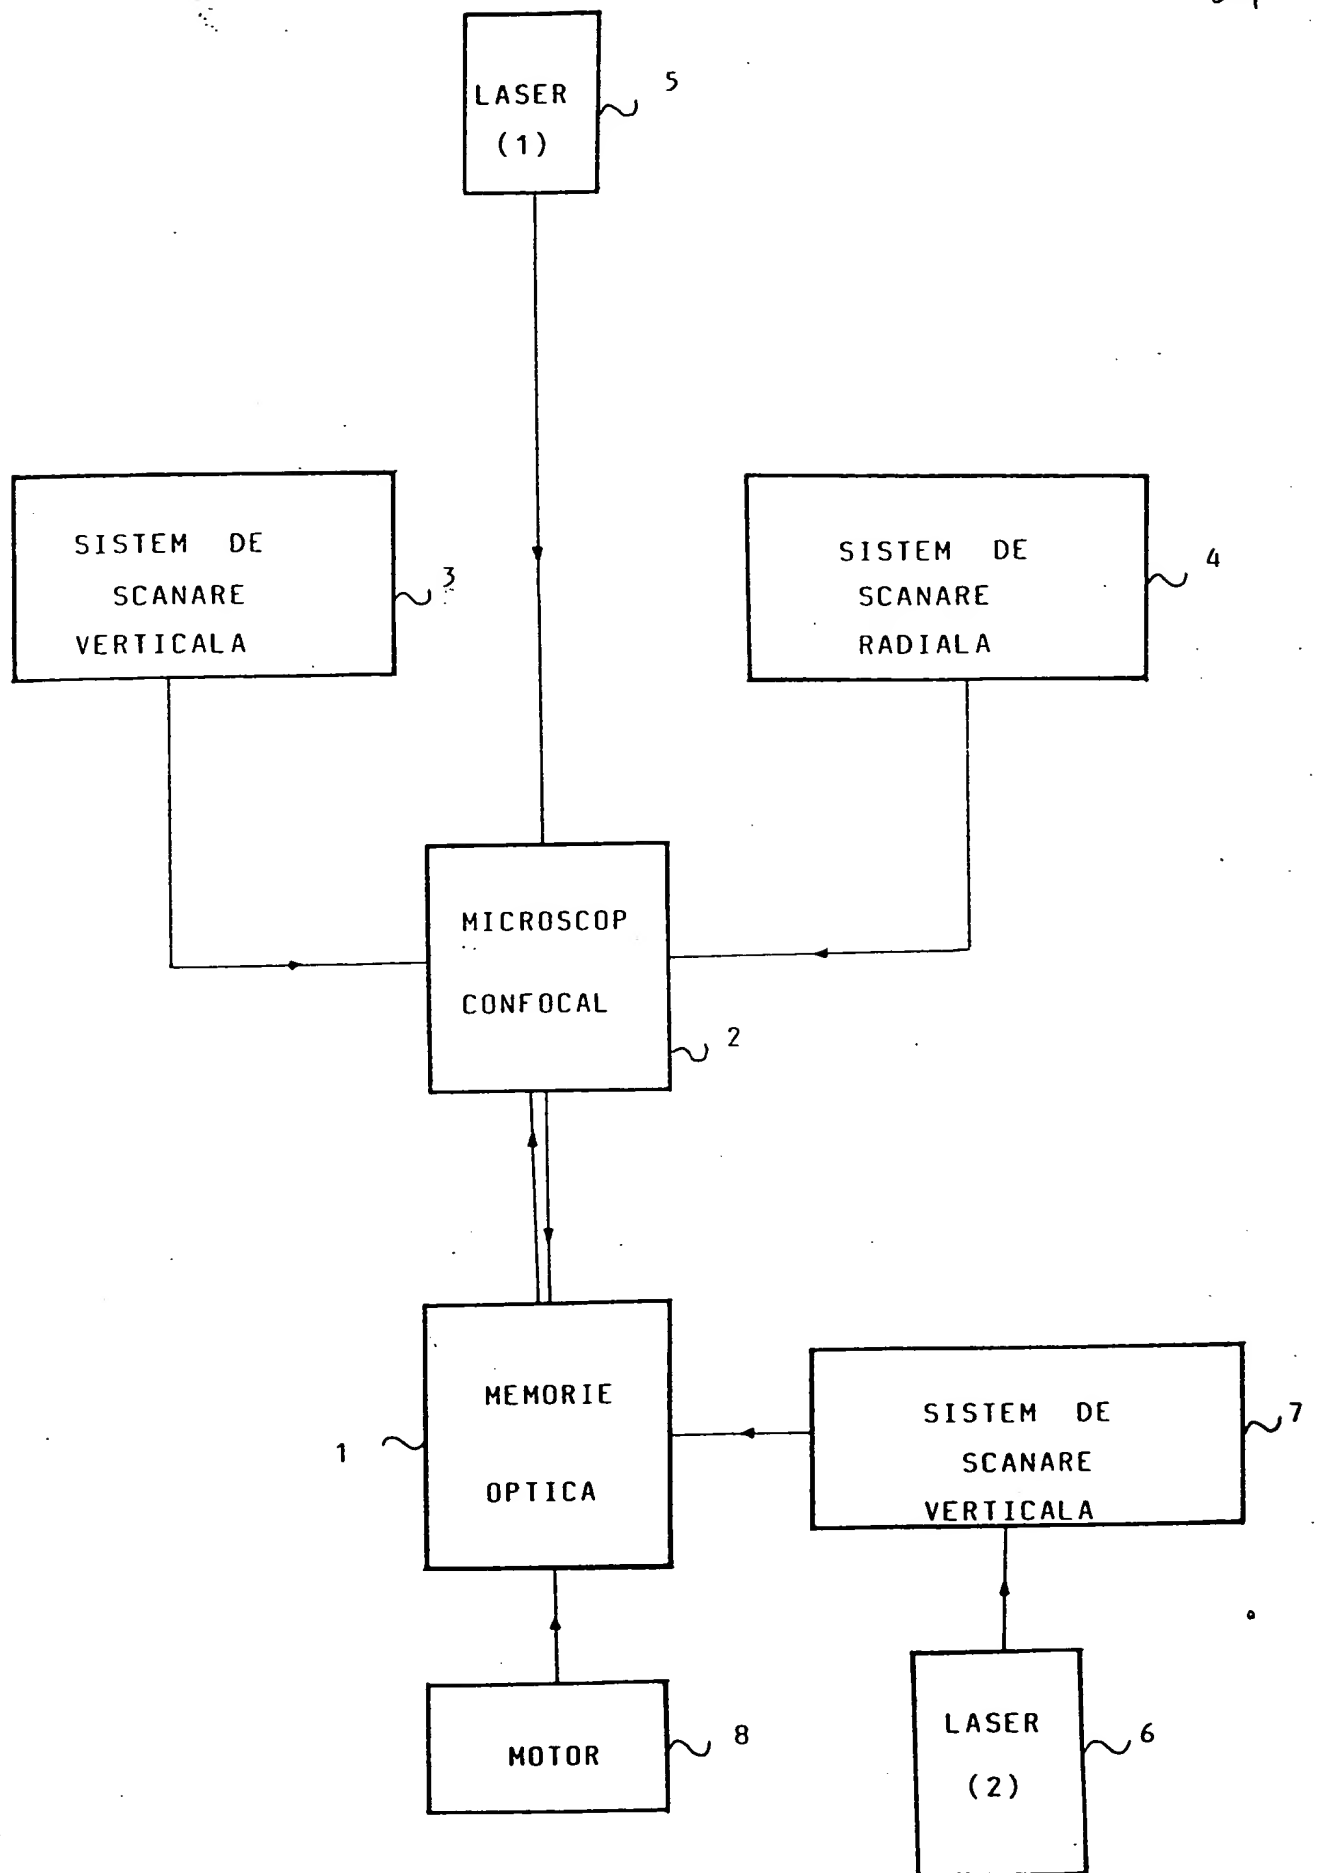 LASER
(1)
5
SISTEM DE
SCANARE
VERTICALA
3
SISTEM DE
SCANARE
RADIALA
4
MICROSCOP
CONFOCAL
2
MEMORIE
OPTICA
1
SISTEM DE
SCANARE
VERTICALA
7
MOTOR
8
LASER
(2)
6